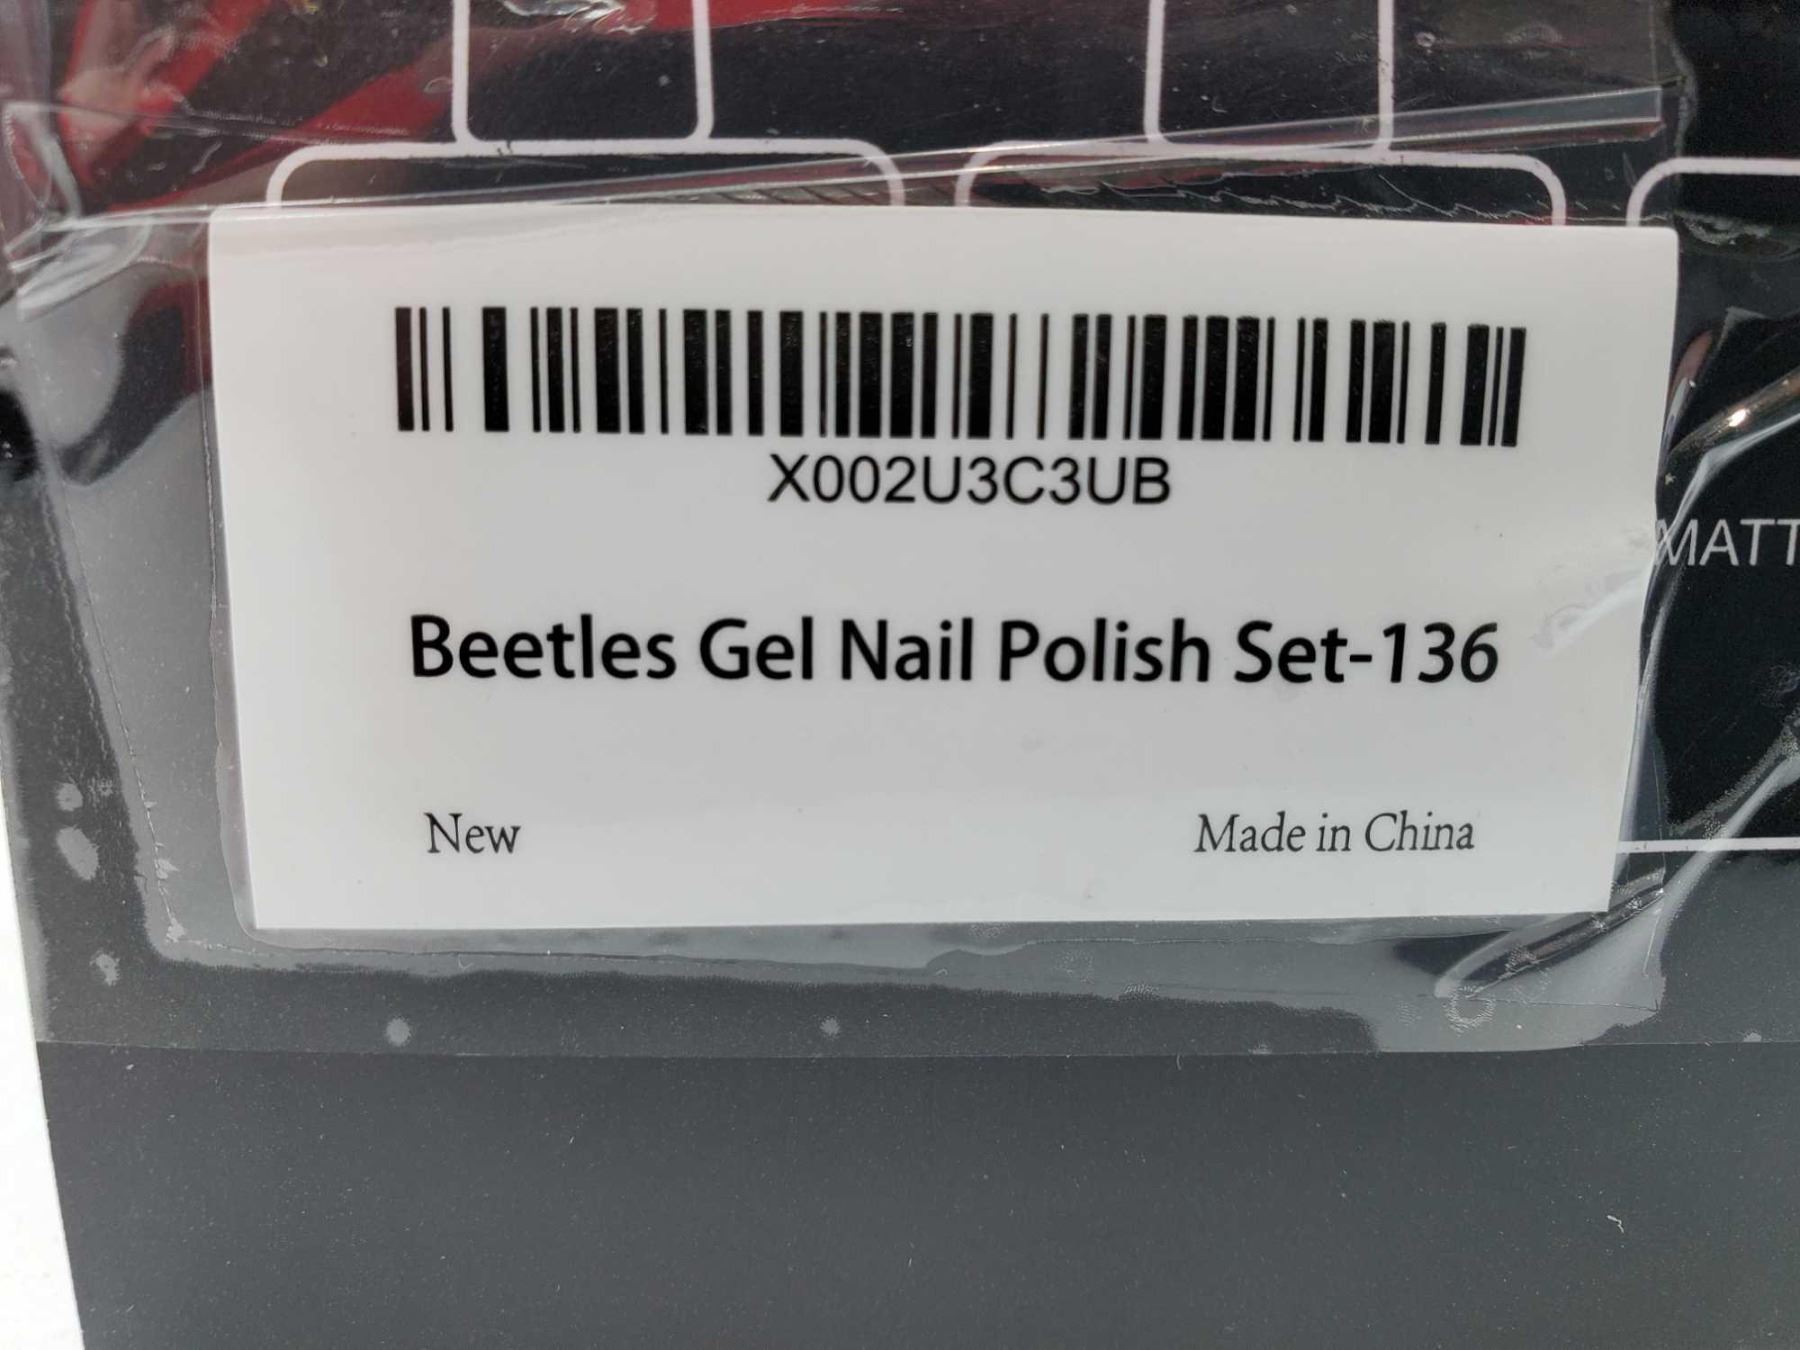 X002U3C3UB
Beetles Gel Nail Polish Set-136
New
Made in China
MATT